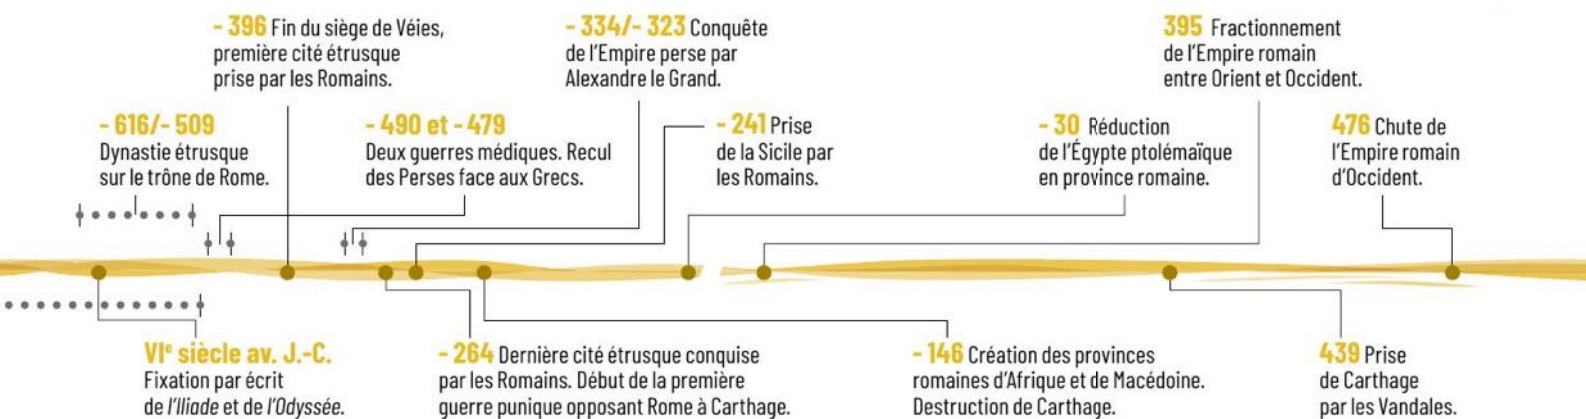 - 396 Fin du siège de Véies,
première cité étrusque
prise par les Romains.
- 334/- 323 Conquête
de l'Empire perse par
Alexandre le Grand.
395 Fractionnement
de l'Empire romain
entre Orient et Occident.
- 616/- 509
Dynastie étrusque
sur le trône de Rome.
- 490 et - 479
Deux guerres médiques. Recul
des Perses face aux Grecs.
- 241 Prise
de la Sicile par
les Romains.
- 30 Réduction
de l'Égypte ptolémaïque
en province romaine.
476 Chute de
l'Empire romain
d'Occident.
VIe siècle av. J.-C.
Fixation par écrit
de l'Iliade et de l'Odyssée.
- 264 Dernière cité étrusque conquise
par les Romains. Début de la première
guerre punique opposant Rome à Carthage.
- 146 Création des provinces
romaines d'Afrique et de Macédoine.
Destruction de Carthage.
439 Prise
de Carthage
par les Vandales.